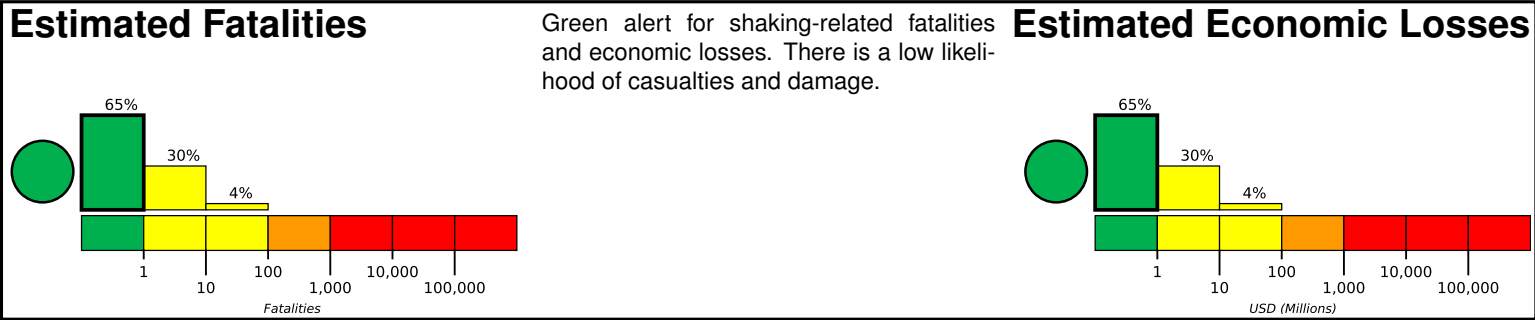 Estimated Fatalities
Green alert for shaking-related fatalities
and economic losses. There is a low likeli-
hood of casualties and damage.
Estimated Economic Losses
65%
30%
4%
1
10
100
1,000
10,000
100,000
Fatalities
65%
30%
4%
1
10
100
1,000
10,000
100,000
USD (Millions)